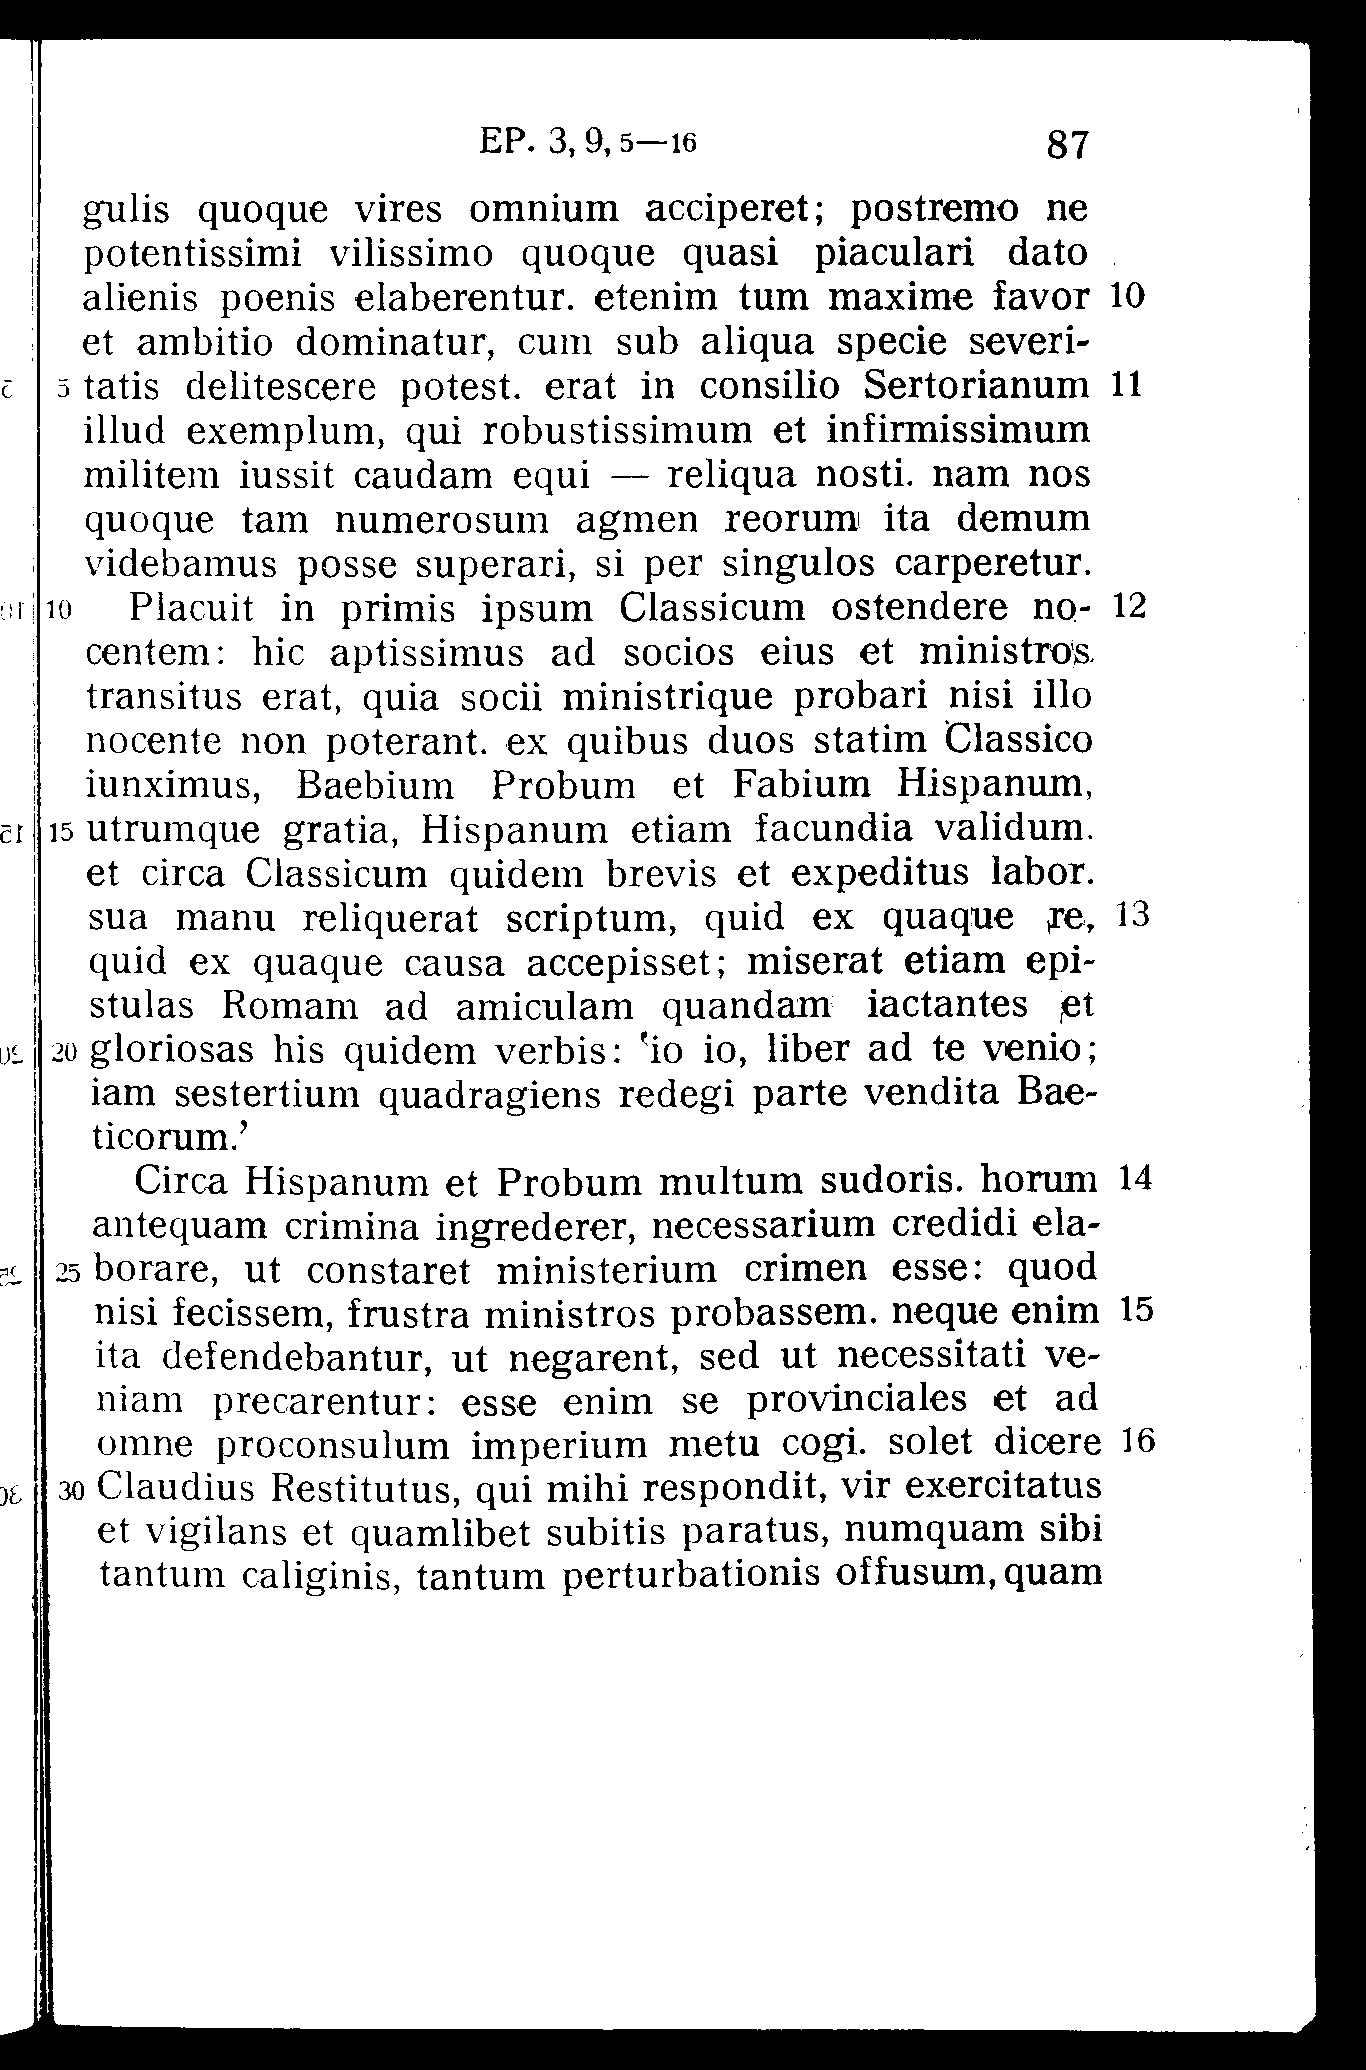 EP. 3, 9, 5—16 87
gulis quoque vires omnium acciperet; postremo ne
potentissimi vilissimo quoque quasi piaculari dato
alienis poenis elaberentur. etenim tum maxime favor 10
et ambitio dominatur, cum sub aliqua specie severi-
5 tatis delitescere potest. erat in consilio Sertorianum 11
illud exemplum, qui robustissimum et infirmissimum
militem iussit caudam equi — reliqua nosti. nam nos
quoque tam numerosum agmen reorum ita demum
videbamus posse superari, si per singulos carperetur.
10 Placuit in primis ipsum Classicum ostendere no- 12
centem: hic aptissimus ad socios eius et ministros
transitus erat, quia socii ministrique probari nisi illo
nocente non poterant. ex quibus duos statim Classico
iunximus, Baebium Probum et Fabium Hispanum,
15 utrumque gratia, Hispanum etiam facundia validum.
et circa Classicum quidem brevis et expeditus labor.
sua manu reliquerat scriptum, quid ex quaque re, 13
quid ex quaque causa accepisset; miserat etiam epi-
stulas Romam ad amiculam quandam iactantes et
20 gloriosas his quidem verbis: 'io io, liber ad te venio;
iam sestertium quadragiens redegi parte vendita Bae-
ticorum.'
Circa Hispanum et Probum multum sudoris. horum 14
antequam crimina ingrederer, necessarium credidi ela-
25 borare, ut constaret ministerium crimen esse: quod
nisi fecissem, frustra ministros probassem. neque enim 15
ita defendebantur, ut negarent, sed ut necessitati ve-
niam precarentur: esse enim se provinciales et ad
omne proconsulum imperium metu cogi. solet dicere 16
30 Claudius Restitutus, qui mihi respondit, vir exercitatus
et vigilans et quamlibet subitis paratus, numquam sibi
tantum caliginis, tantum perturbationis offusum, quam